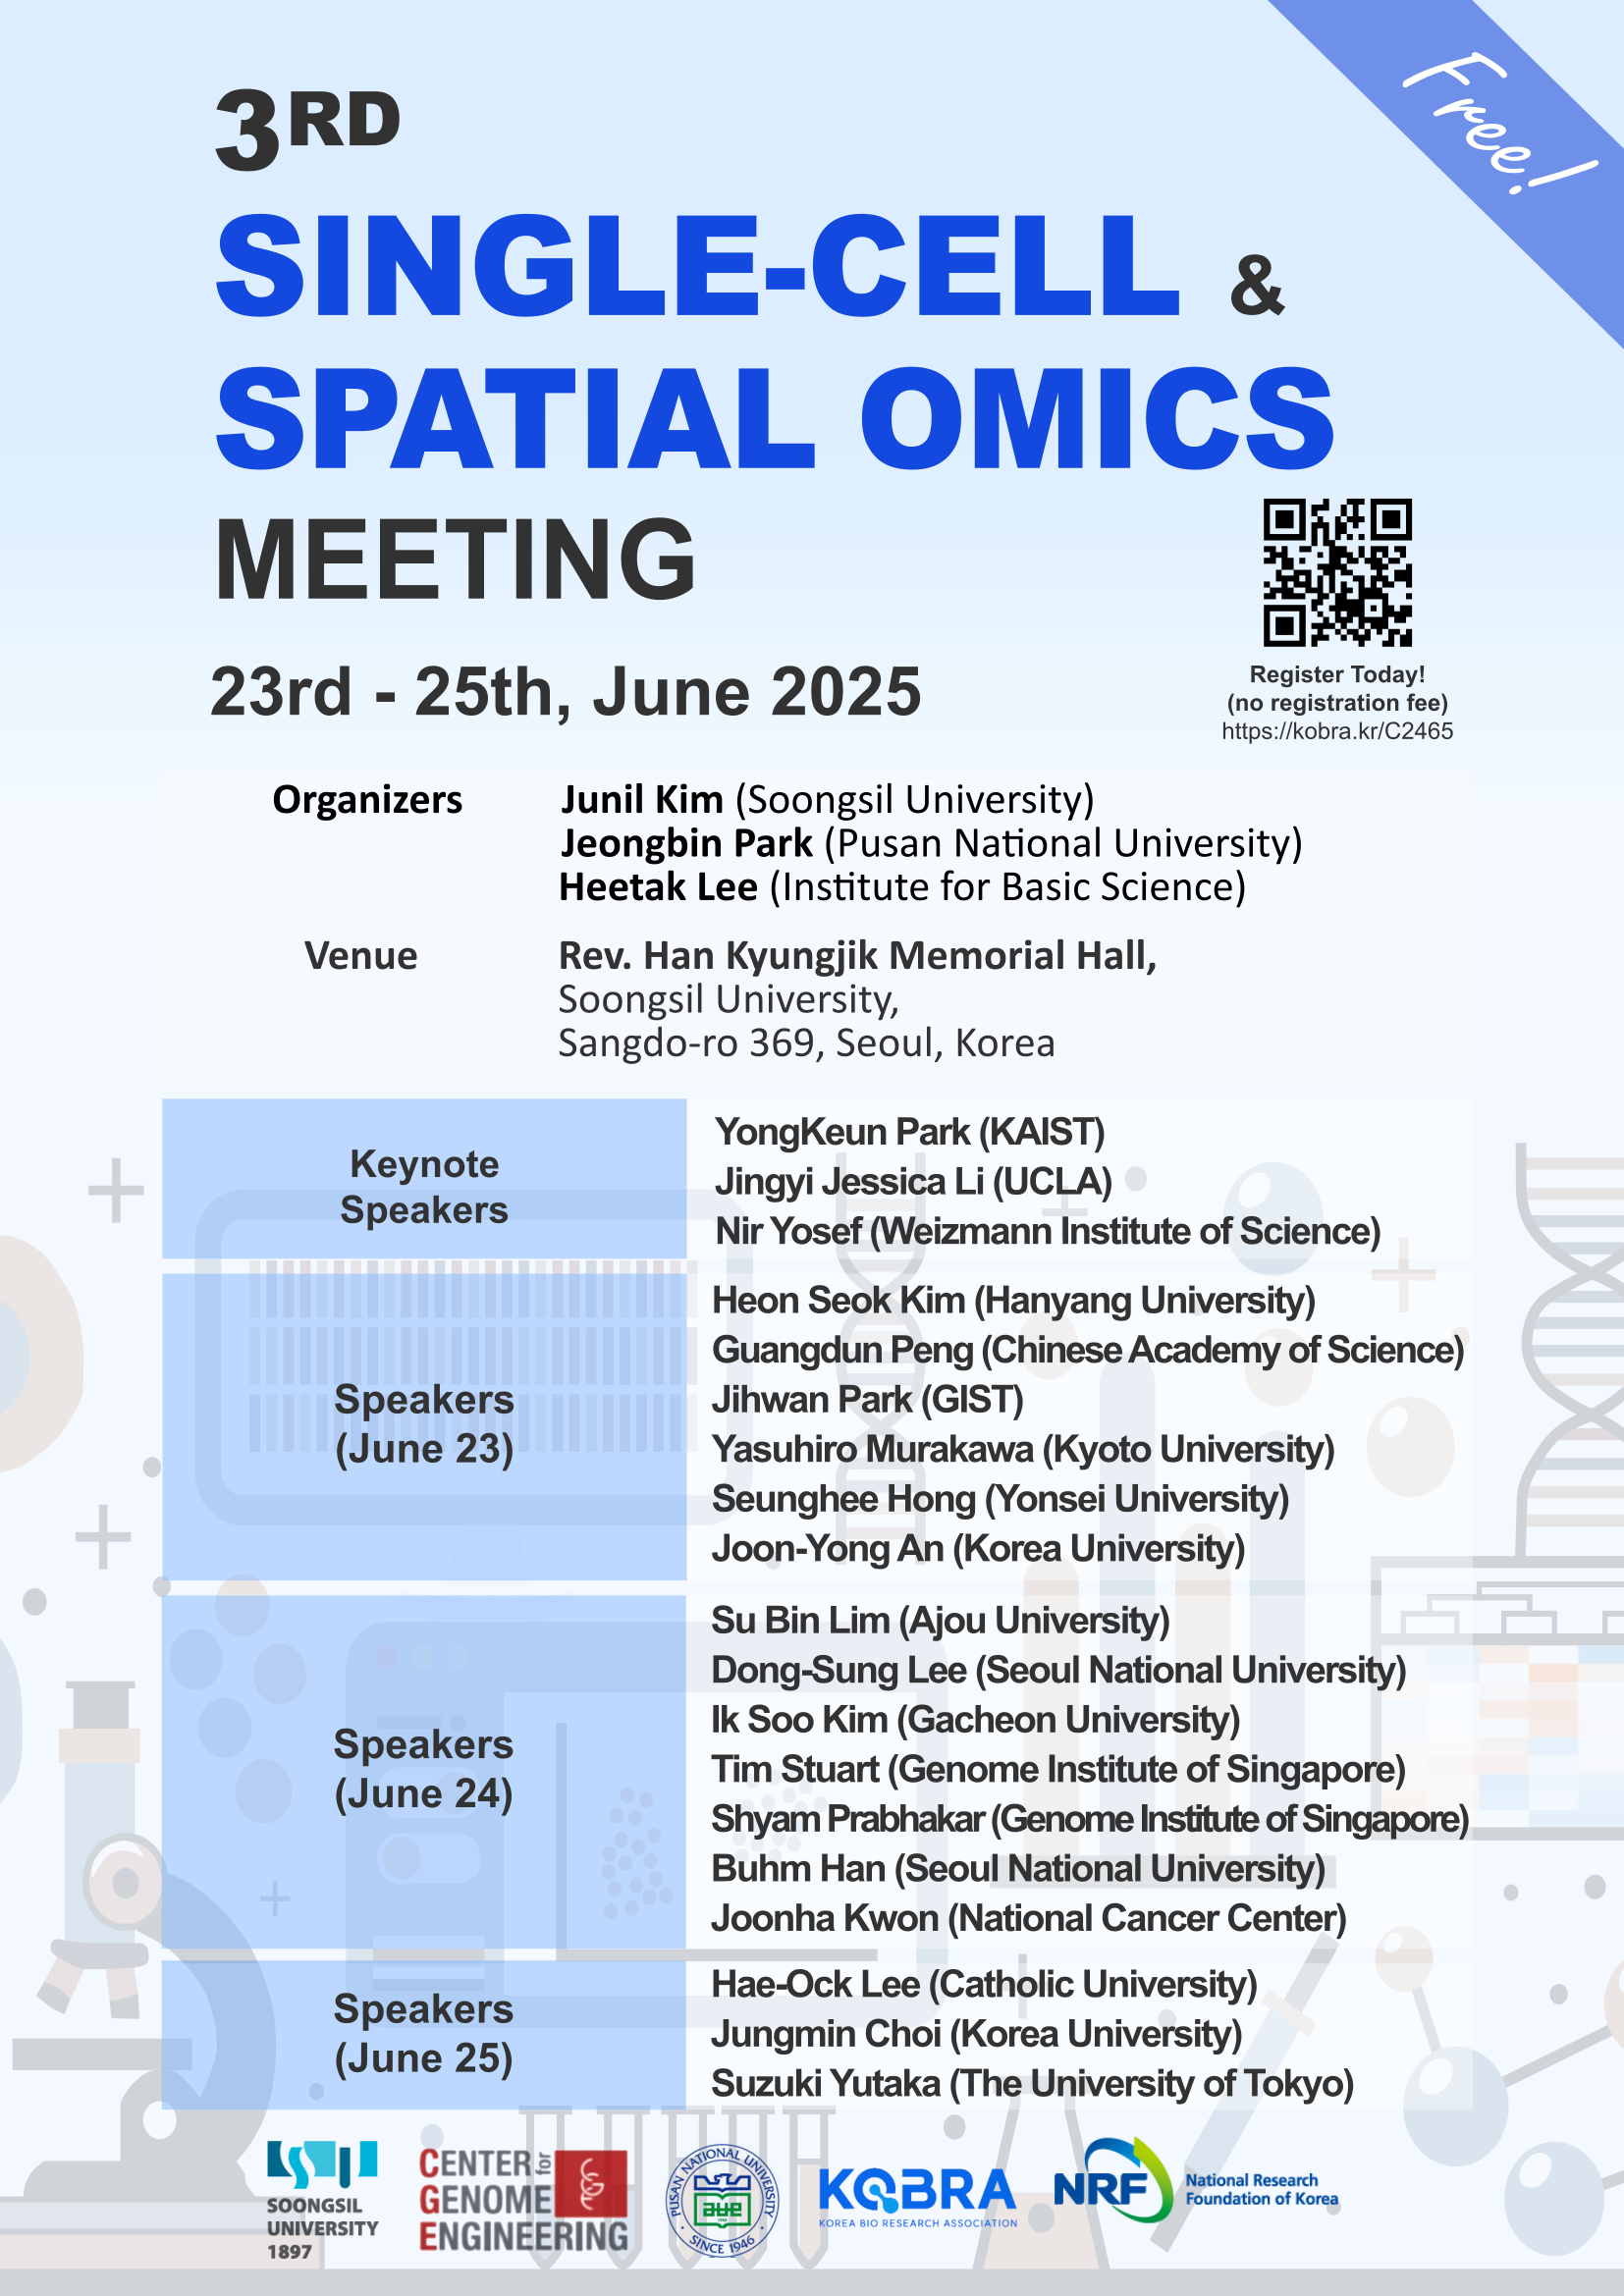 Free!
3RD
SINGLE-CELL &
SPATIAL OMICS
MEETING
23rd - 25th, June 2025
Register Today!
(no registration fee)
https://kobra.kr/C2465
Organizers
Junil Kim (Soongsil University)
Jeongbin Park (Pusan National University)
Heetak Lee (Institute for Basic Science)
Venue
Rev. Han Kyungjik Memorial Hall,
Soongsil University,
Sangdo-ro 369, Seoul, Korea
Keynote
Speakers
YongKeun Park (KAIST)
Jingyi Jessica Li (UCLA)
Nir Yosef (Weizmann Institute of Science)
Speakers
(June 23)
Heon Seok Kim (Hanyang University)
Guangdun Peng (Chinese Academy of Science)
Jihwan Park (GIST)
Yasuhiro Murakawa (Kyoto University)
Seunghee Hong (Yonsei University)
Joon-Yong An (Korea University)
Speakers
(June 24)
Su Bin Lim (Ajou University)
Dong-Sung Lee (Seoul National University)
Ik Soo Kim (Gacheon University)
Tim Stuart (Genome Institute of Singapore)
Shyam Prabhakar (Genome Institute of Singapore)
Buhm Han (Seoul National University)
Joonha Kwon (National Cancer Center)
Speakers
(June 25)
Hae-Ock Lee (Catholic University)
Jungmin Choi (Korea University)
Suzuki Yutaka (The University of Tokyo)
SOONGSIL
UNIVERSITY
1897
CENTER for
GENOME
ENGINEERING
PUSAN NATIONAL UNIVERSITY
SINCE 1946
KOBRA
KOREA BIO RESEARCH ASSOCIATION
NRF
National Research
Foundation of Korea